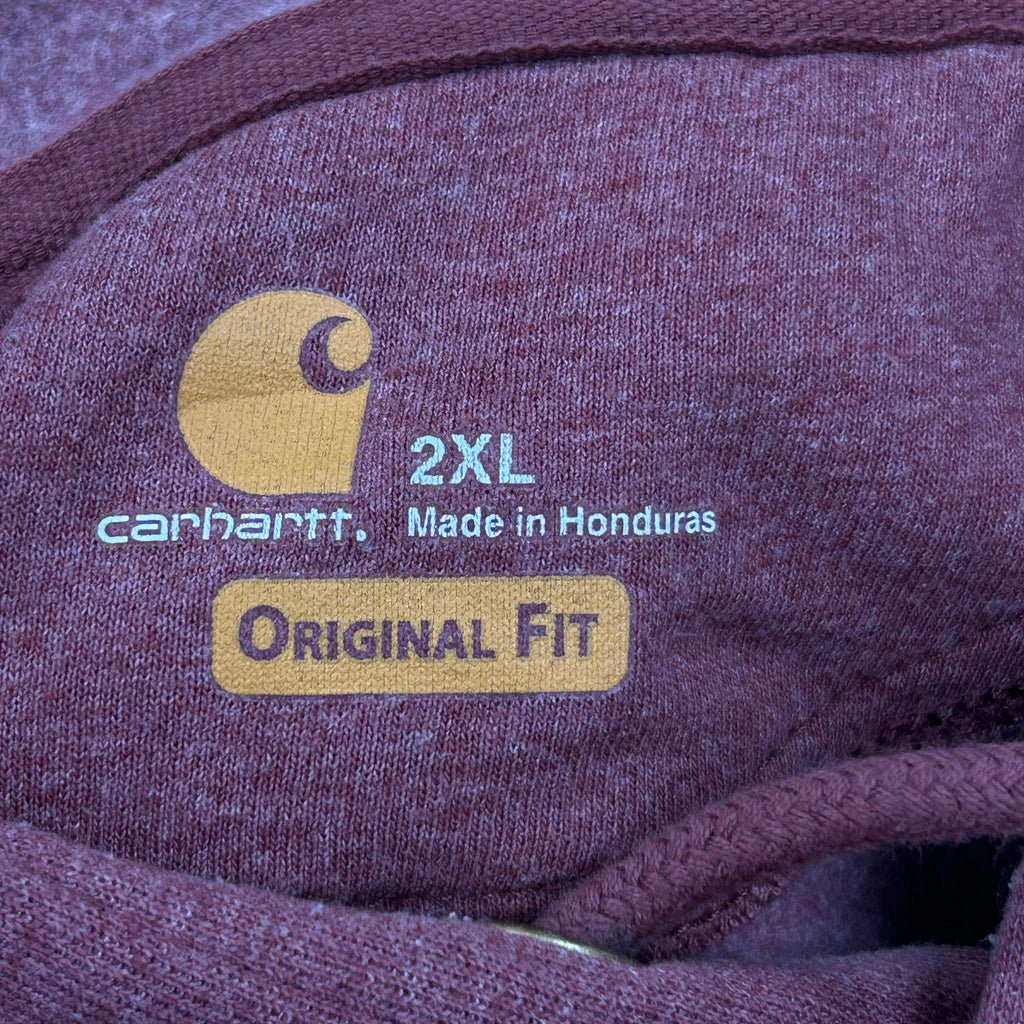 2XL
carhartt.
Made in Honduras
ORIGINAL FIT